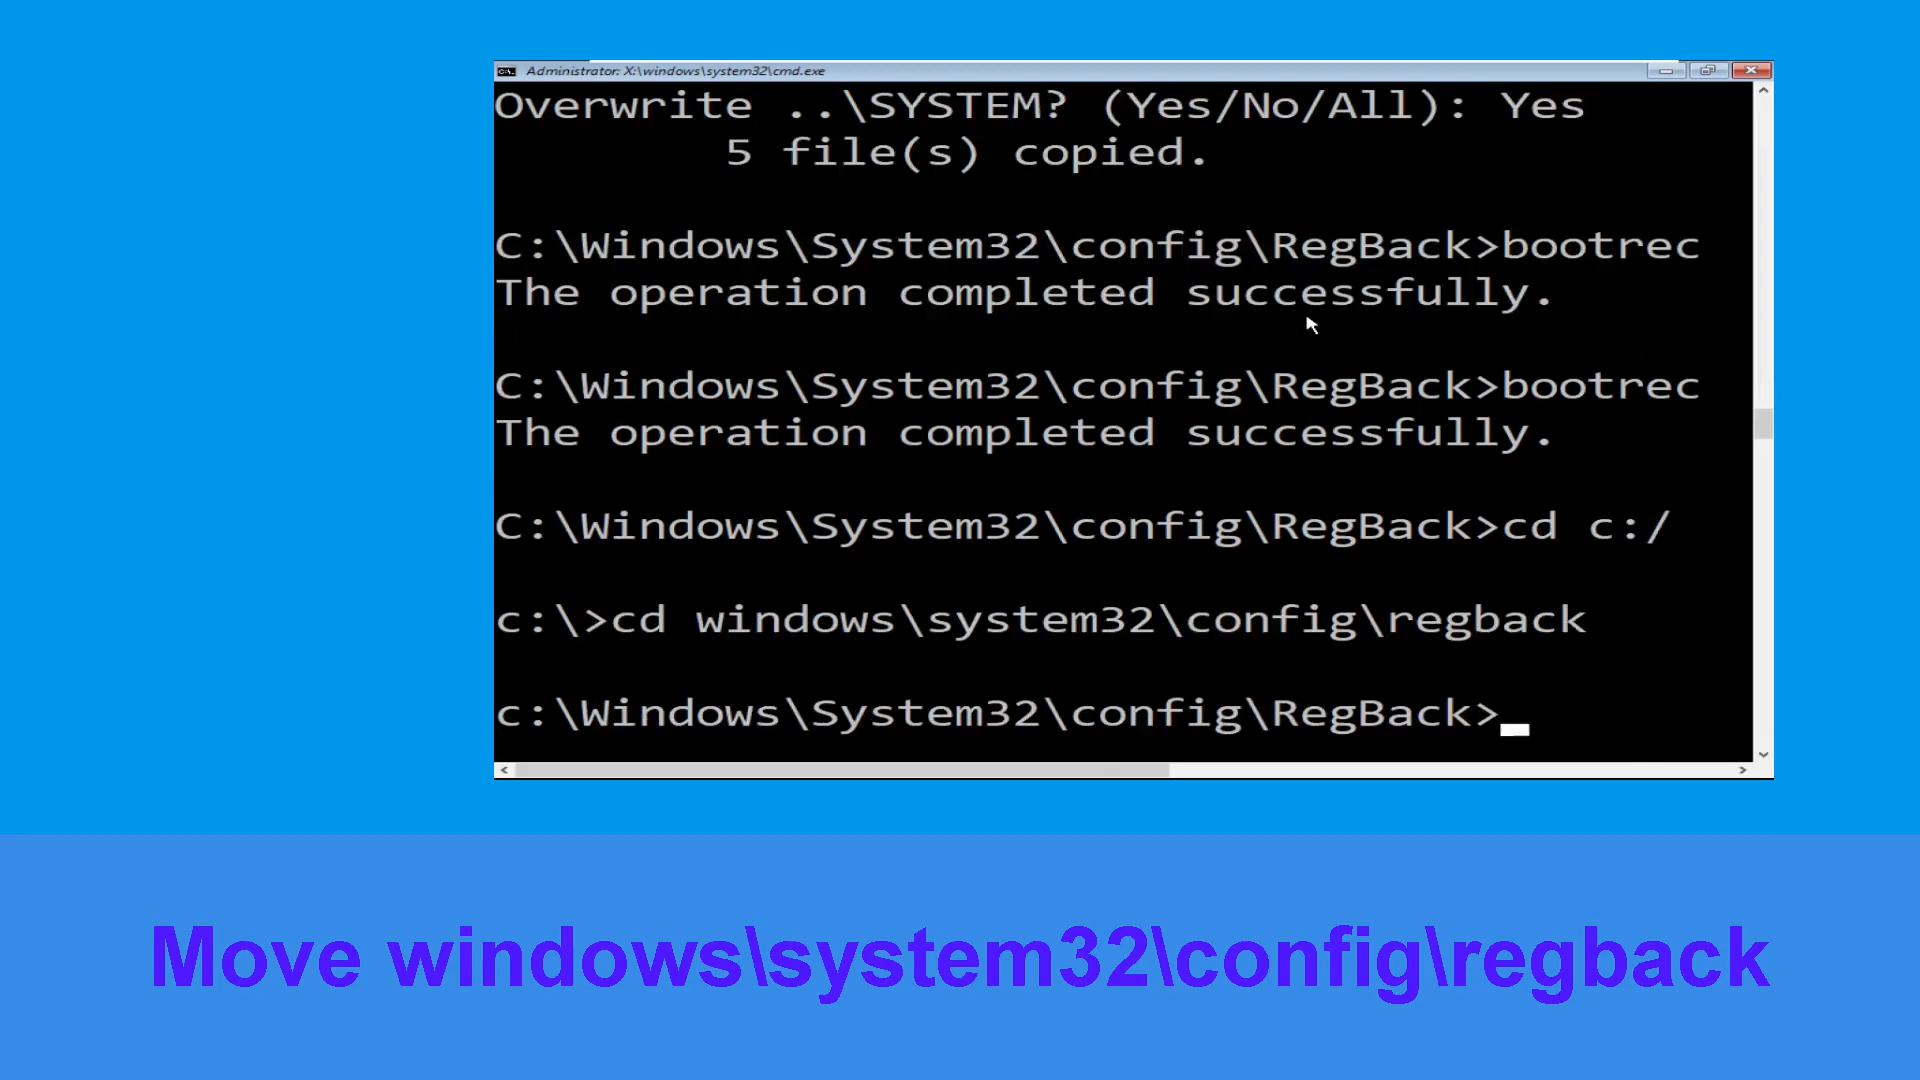 Administrator: X:\windows\system32\cmd.exe
Overwrite ..\SYSTEM? (Yes/No/All): Yes
5 file(s) copied.
C:\Windows\System32\config\RegBack>bootrec
The operation completed successfully.
C:\Windows\System32\config\RegBack>bootrec
The operation completed successfully.
C:\Windows\System32\config\RegBack>cd c:/
c:\>cd windows\system32\config\regback
c:\Windows\System32\config\RegBack>
Move windows\system32\config\regback